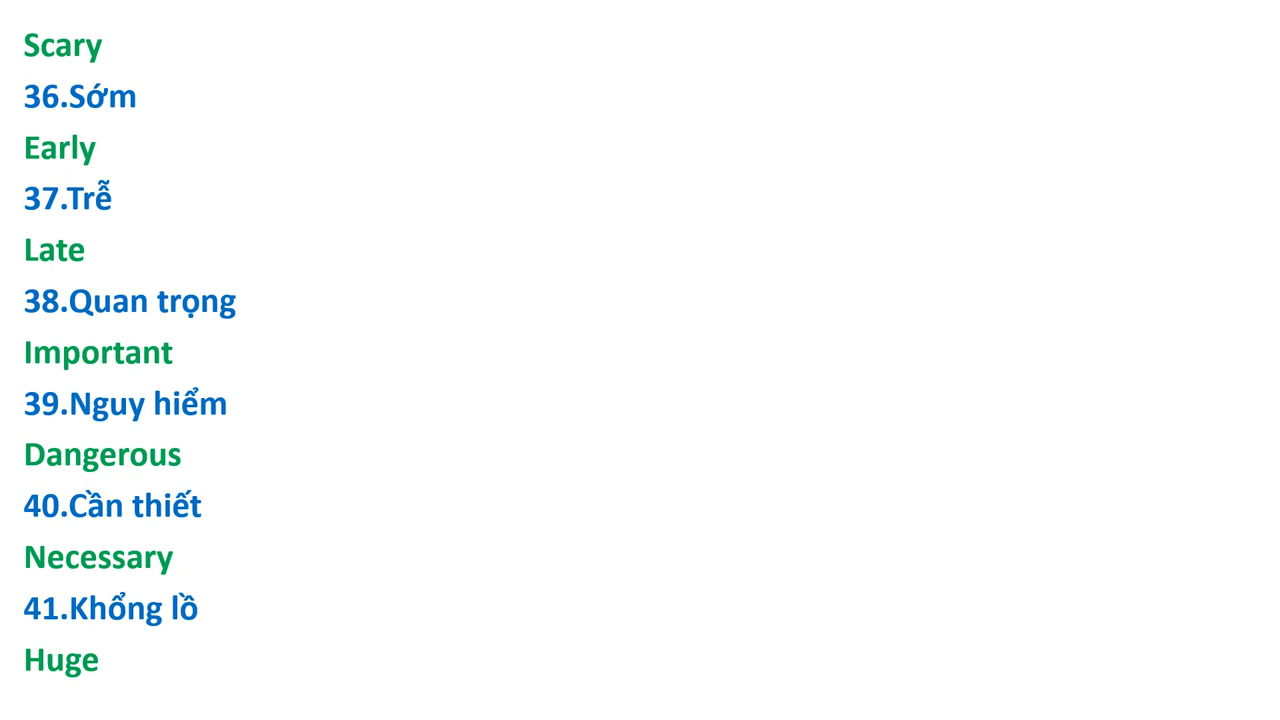 Scary
36.Sớm
Early
37.Trễ
Late
38.Quan trọng
Important
39.Nguy hiểm
Dangerous
40.Cần thiết
Necessary
41.Khổng lồ
Huge